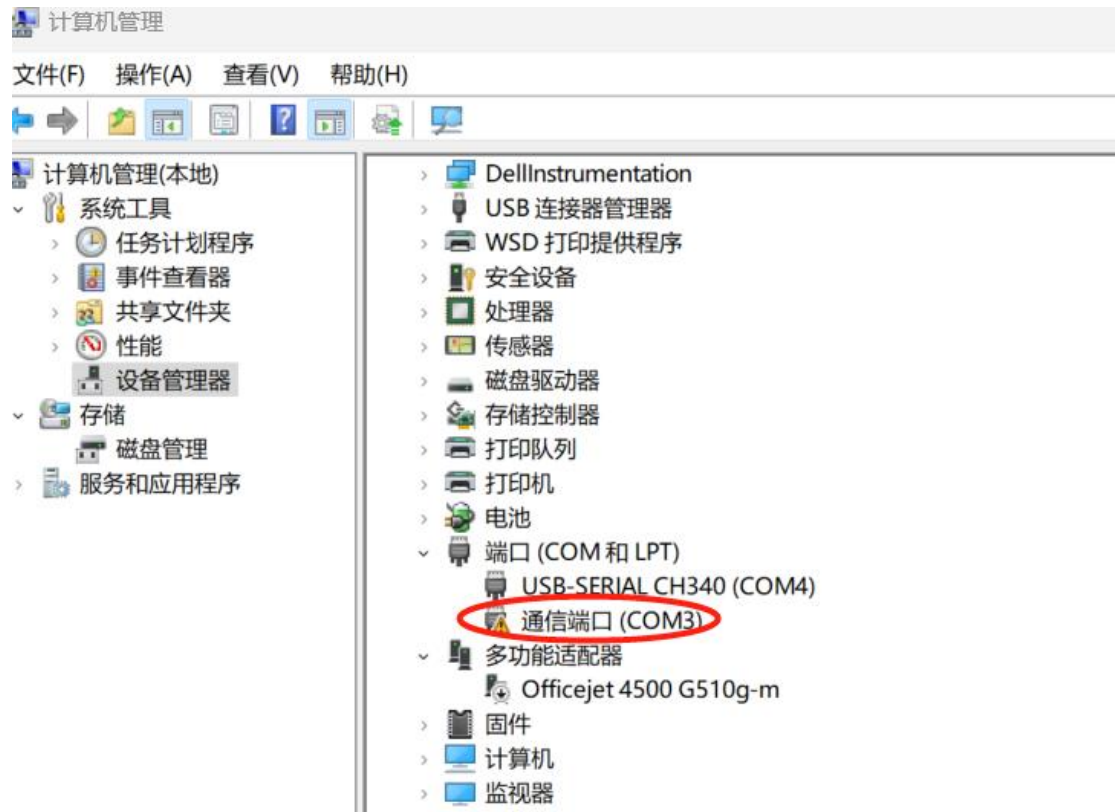 计算机管理
文件(F) 操作(A) 查看(V) 帮助(H)
计算机管理(本地)
系统工具
任务计划程序
事件查看器
共享文件夹
性能
设备管理器
存储
磁盘管理
服务和应用程序
DellInstrumentation
USB 连接器管理器
WSD 打印提供程序
安全设备
处理器
传感器
磁盘驱动器
存储控制器
打印队列
打印机
电池
端口 (COM 和 LPT)
USB-SERIAL CH340 (COM4)
通信端口 (COM3)
多功能适配器
Officejet 4500 G510g-m
固件
计算机
监视器